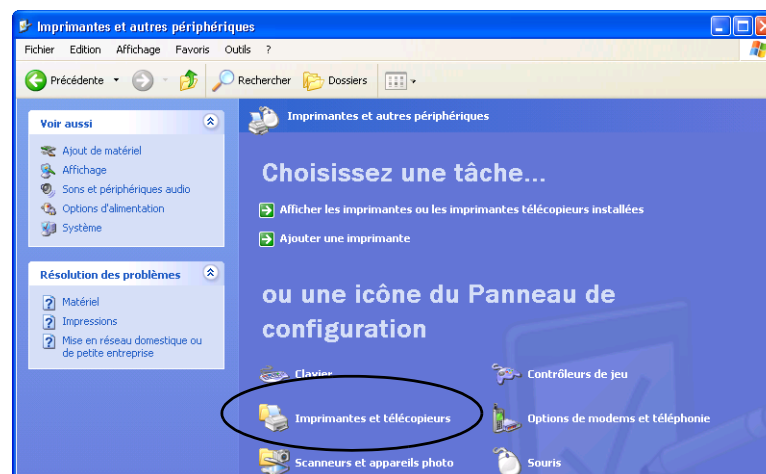 Imprimantes et autres périphériques
Fichier Edition Affichage Favoris Outils ?
Précédente Rechercher Dossiers
Voir aussi
Ajout de matériel
Affichage
Sons et périphériques audio
Options d'alimentation
Système
Résolution des problèmes
Matériel
Impressions
Mise en réseau domestique ou
de petite entreprise
Imprimantes et autres périphériques
Choisissez une tâche...
Afficher les imprimantes ou les imprimantes télécopieurs installées
Ajouter une imprimante
ou une icône du Panneau de
configuration
Clavier
Contrôleurs de jeu
Imprimantes et télécopieurs
Options de modems et téléphonie
Scanneurs et appareils photo
Souris